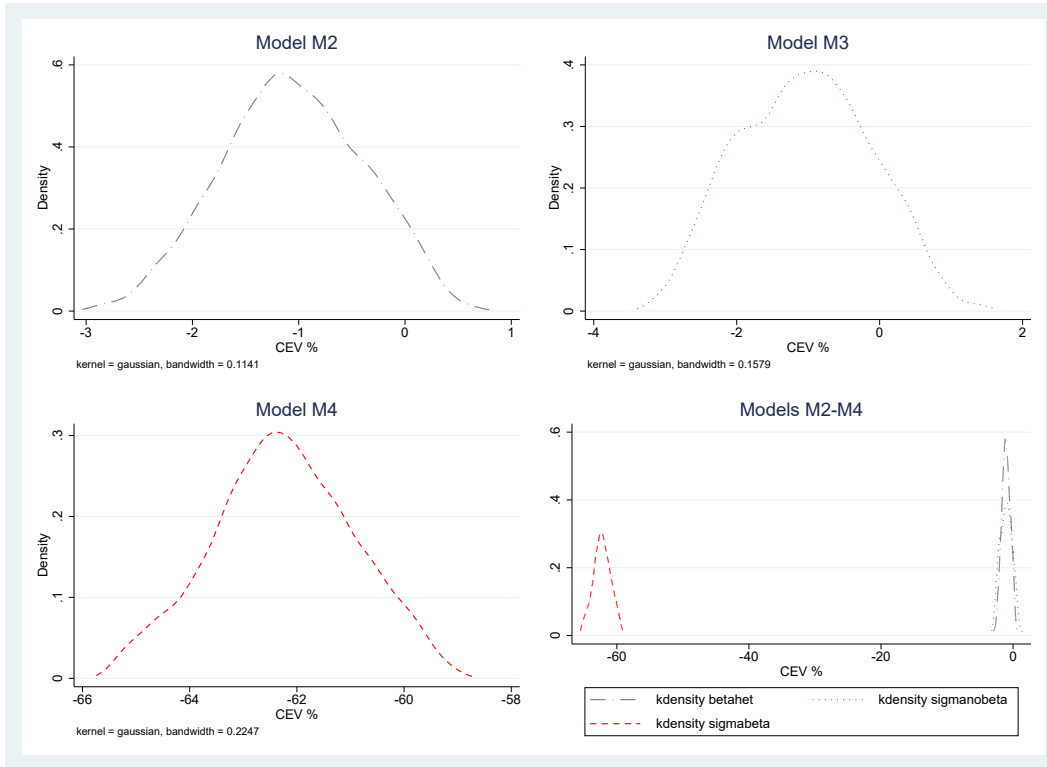 Model M2
.6
.4
.2
0
Density
-3
-2
-1
0
1
CEV %
kernel = gaussian, bandwidth = 0.1141
Model M3
.4
.3
.2
.1
0
Density
-4
-2
0
2
CEV %
kernel = gaussian, bandwidth = 0.1579
Model M4
.3
.2
.1
0
Density
-66
-64
-62
-60
-58
CEV %
kernel = gaussian, bandwidth = 0.2247
Models M2-M4
.6
.4
.2
0
-60
-40
-20
0
CEV %
kdensity betahet
kdensity sigmanobeta
kdensity sigmabeta